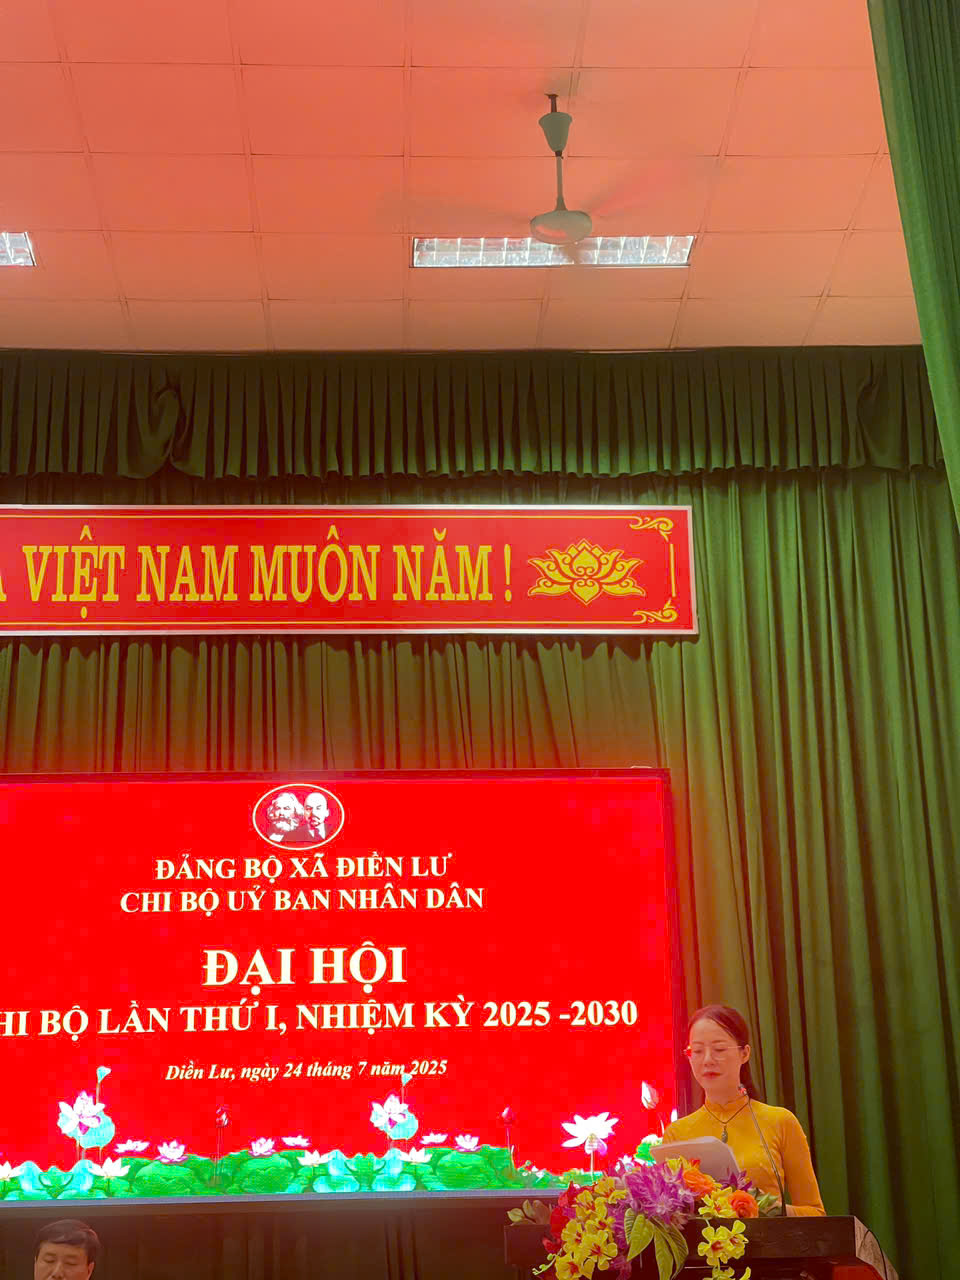 VIỆT NAM MUÔN NĂM !
ĐẢNG BỘ XÃ ĐIỀN LƯ
CHI BỘ UỶ BAN NHÂN DÂN
ĐẠI HỘI
HI BỘ LẦN THỨ I, NHIỆM KỲ 2025 -2030
Điền Lư, ngày 24 tháng 7 năm 2025